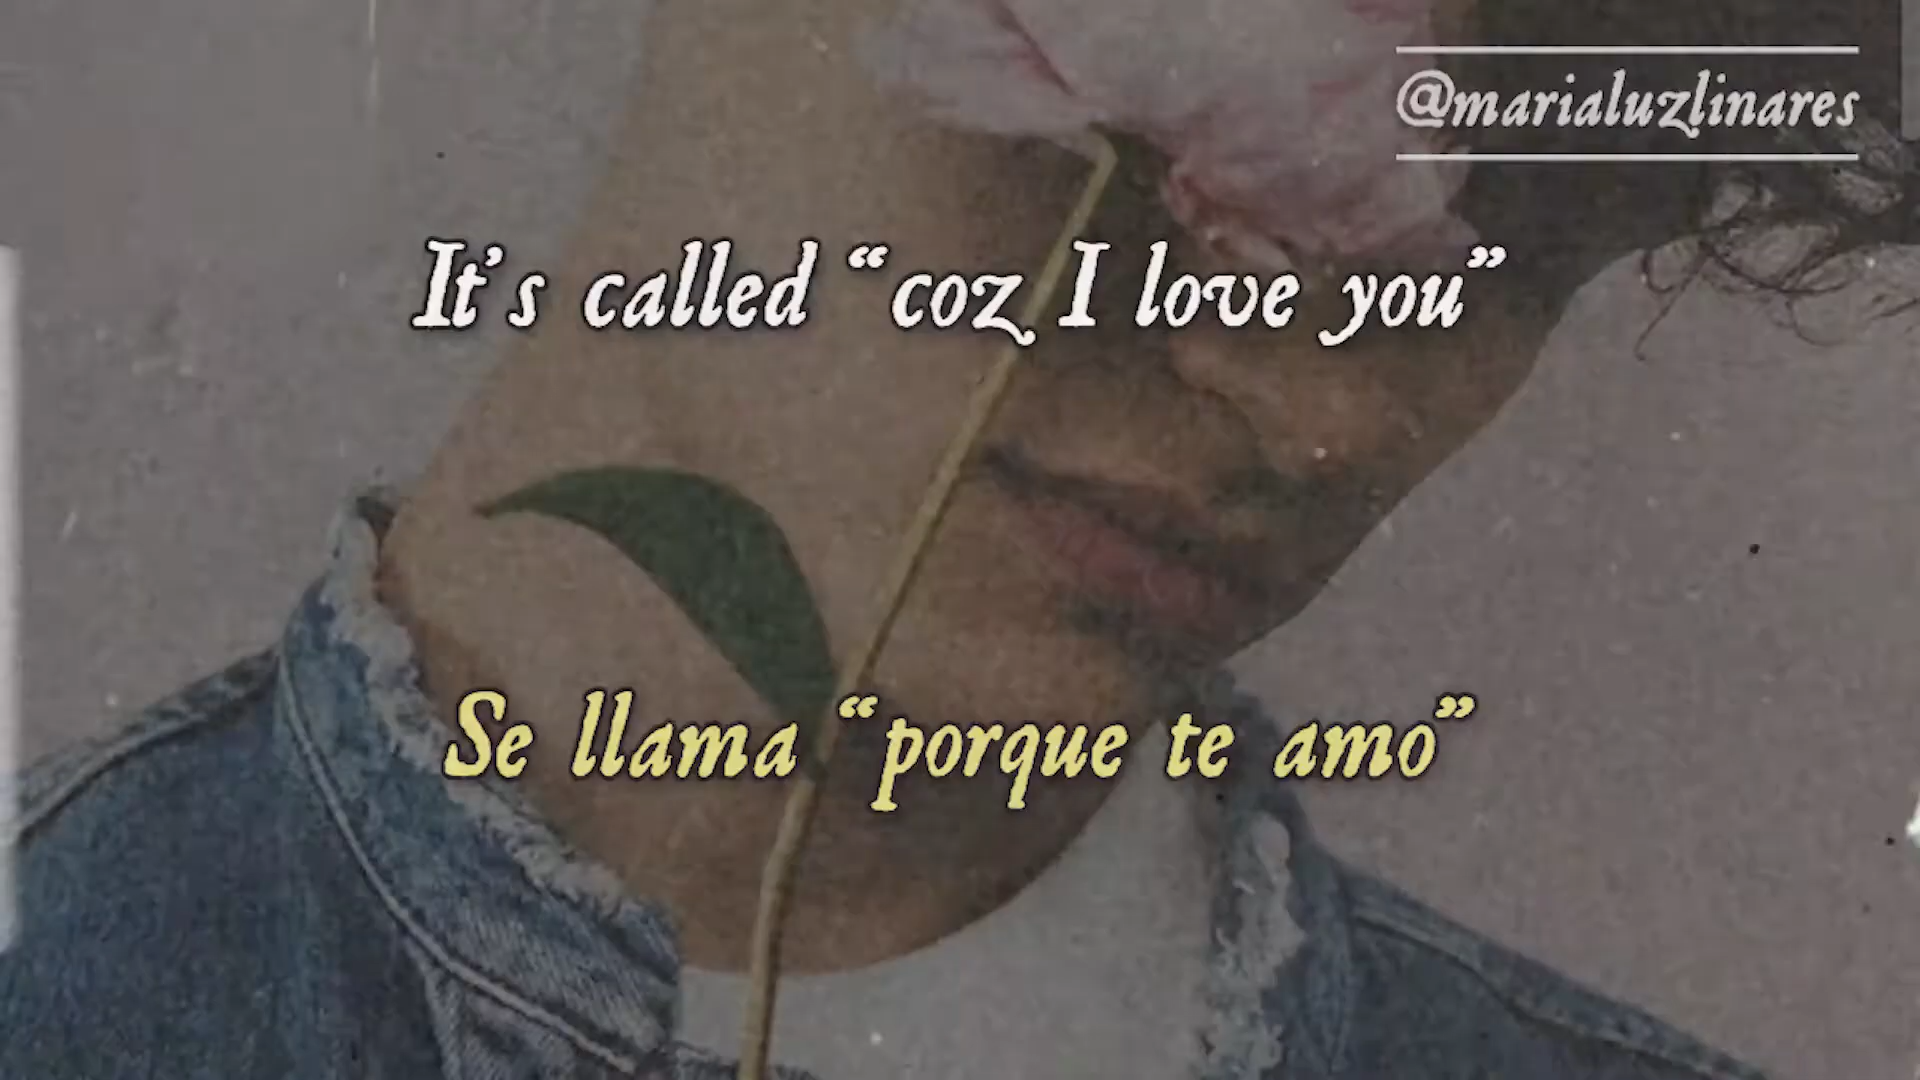 @marialuzlinares
It's called “coz I love you”
Se llama “porque te amo”